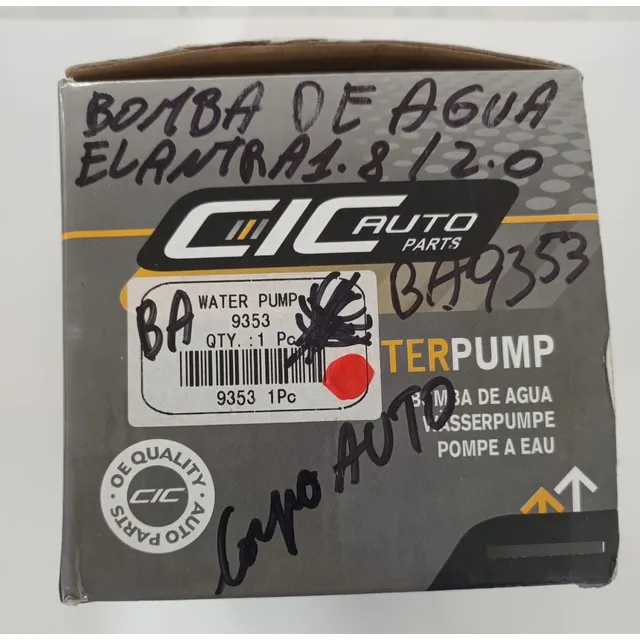 BOMBA DE AGUA
ELANTRA 1.8 / 2.0
CIC AUTO
PARTS
BA9353
BA
WATER PUMP
9353
QTY.:1 Pc
9353 1Pc
TERPUMP
BOMBA DE AGUA
WASSERPUMPE
POMPE A EAU
AUTO
OE QUALITY
CIC
AUTO PARTS